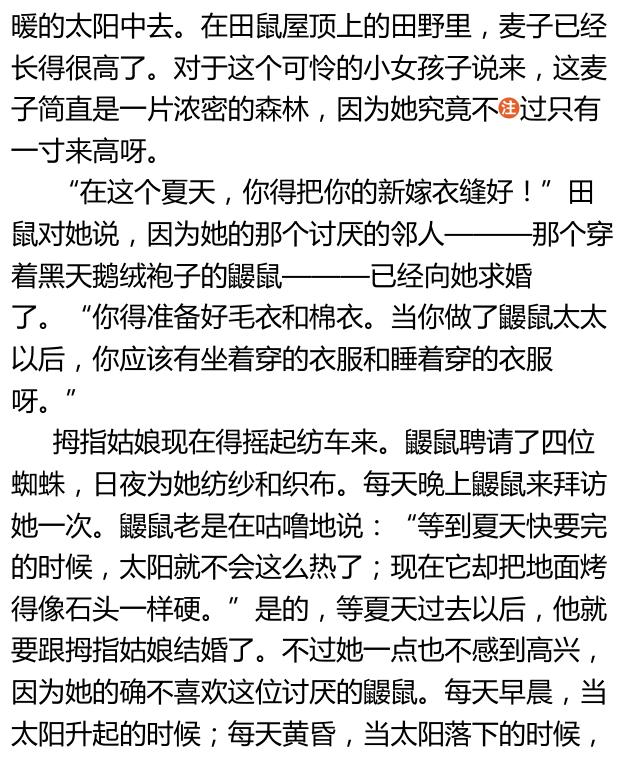 暖的太阳中去。在田鼠屋顶上的田野里，麦子已经
长得很高了。对于这个可怜的小女孩子说来，这麦
子简直是一片浓密的森林，因为她究竟不注过只有
一寸来高呀。
“在这个夏天，你得把你的新嫁衣缝好！”田
鼠对她说，因为她的那个讨厌的邻人———那个穿
着黑天鹅绒袍子的鼹鼠———已经向她求婚
了。“你得准备好毛衣和棉衣。当你做了鼹鼠太太
以后，你应该有坐着穿的衣服和睡着穿的衣服
呀。”
拇指姑娘现在得摇起纺车来。鼹鼠聘请了四位
蜘蛛，日夜为她纺纱和织布。每天晚上鼹鼠来拜访
她一次。鼹鼠老是在咕噜地说：“等到夏天快要完
的时候，太阳就不会这么热了；现在它却把地面烤
得像石头一样硬。”是的，等夏天过去以后，他就
要跟拇指姑娘结婚了。不过她一点也不感到高兴，
因为她的确不喜欢这位讨厌的鼹鼠。每天早晨，当
太阳升起的时候；每天黄昏，当太阳落下的时候，